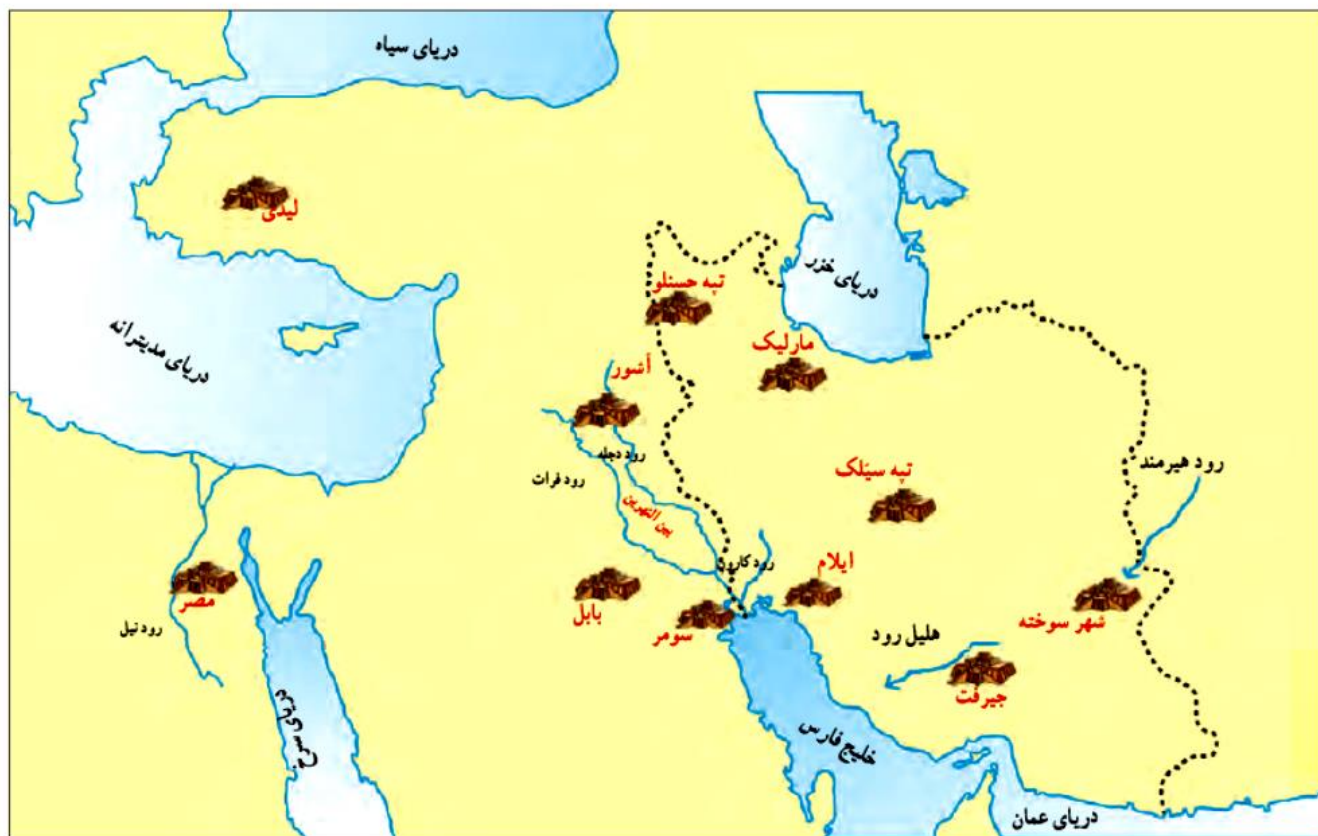 دریای سیاه
لیدی
دریای خزر
تپه حسنلو
مارلیک
دریای مدیترانه
آشور
رود دجله
رود فرات
بین النهرین
تپه سیّلک
رود هیرمند
رود کارون
ایلام
مصر
بابل
سومر
شهر سوخته
رود نیل
هلیل رود
جیرفت
دریای سرخ
خلیج فارس
دریای عمان